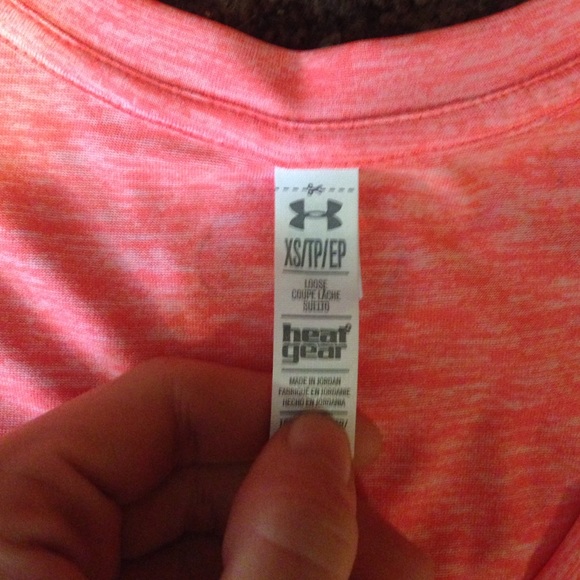 XS/TP/EP
LOOSE
COUPE LÂCHE
SUELTO
heat
gear
MADE IN JORDAN
FABRIQUÉ EN JORDANIE
HECHO EN JORDANIA